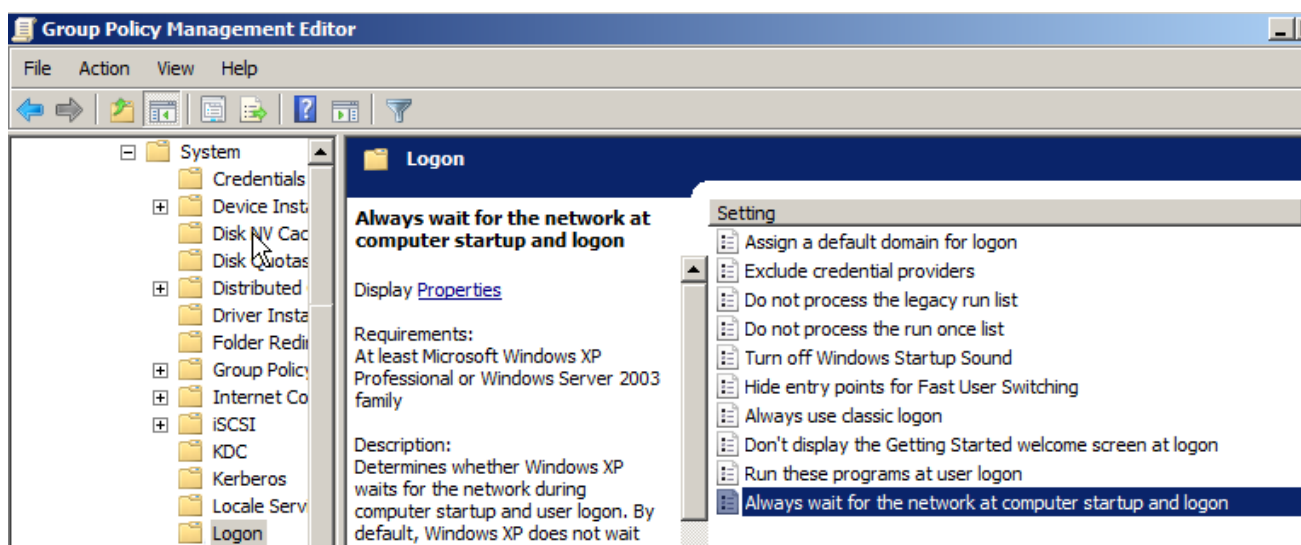 Group Policy Management Editor
File Action View Help
System
Credentials
Device Insta
Disk NV Cac
Disk Quotas
Distributed
Driver Insta
Folder Redir
Group Policy
Internet Co
iSCSI
KDC
Kerberos
Locale Serv
Logon
Logon
Always wait for the network at
computer startup and logon
Display Properties
Requirements:
At least Microsoft Windows XP
Professional or Windows Server 2003
family
Description:
Determines whether Windows XP
waits for the network during
computer startup and user logon. By
default, Windows XP does not wait
Setting
Assign a default domain for logon
Exclude credential providers
Do not process the legacy run list
Do not process the run once list
Turn off Windows Startup Sound
Hide entry points for Fast User Switching
Always use classic logon
Don't display the Getting Started welcome screen at logon
Run these programs at user logon
Always wait for the network at computer startup and logon